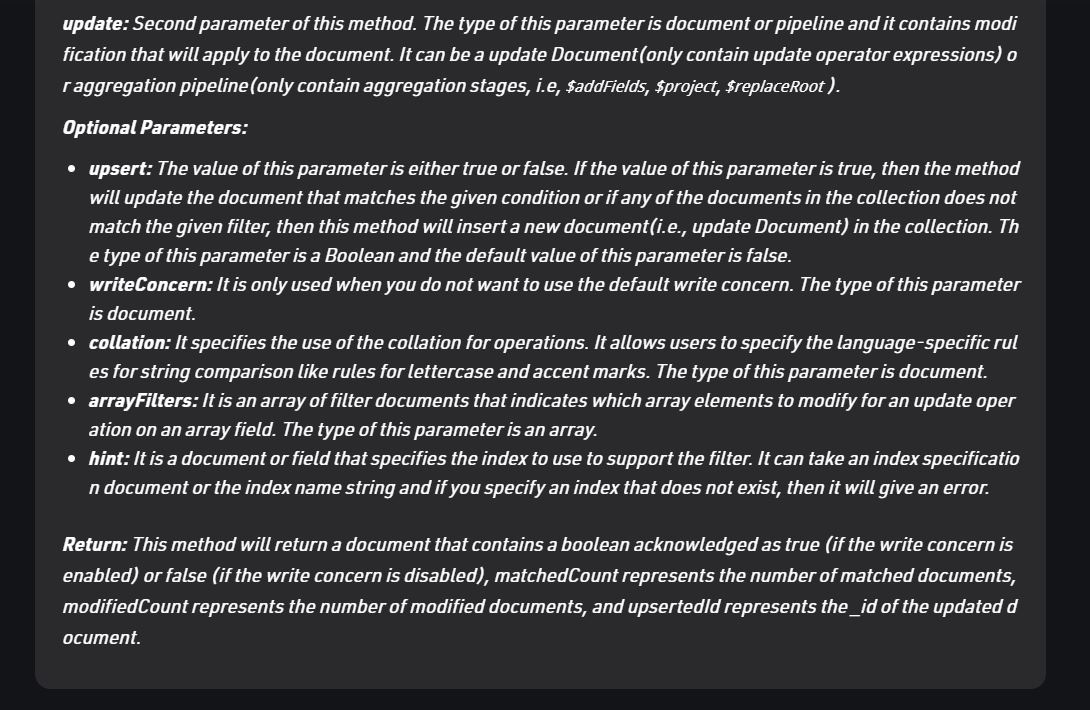 update: Second parameter of this method. The type of this parameter is document or pipeline and it contains modi
fication that will apply to the document. It can be a update Document(only contain update operator expressions) o
r aggregation pipeline(only contain aggregation stages, i.e, $addFields, $project, $replaceRoot ).
Optional Parameters:
• upsert: The value of this parameter is either true or false. If the value of this parameter is true, then the method
will update the document that matches the given condition or if any of the documents in the collection does not
match the given filter, then this method will insert a new document(i.e., update Document) in the collection. Th
e type of this parameter is a Boolean and the default value of this parameter is false.
• writeConcern: It is only used when you do not want to use the default write concern. The type of this parameter
is document.
• collation: It specifies the use of the collation for operations. It allows users to specify the language-specific rul
es for string comparison like rules for lettercase and accent marks. The type of this parameter is document.
• arrayFilters: It is an array of filter documents that indicates which array elements to modify for an update oper
ation on an array field. The type of this parameter is an array.
• hint: It is a document or field that specifies the index to use to support the filter. It can take an index specificatio
n document or the index name string and if you specify an index that does not exist, then it will give an error.
Return: This method will return a document that contains a boolean acknowledged as true (if the write concern is
enabled) or false (if the write concern is disabled), matchedCount represents the number of matched documents,
modifiedCount represents the number of modified documents, and upsertedId represents the _id of the updated d
ocument.